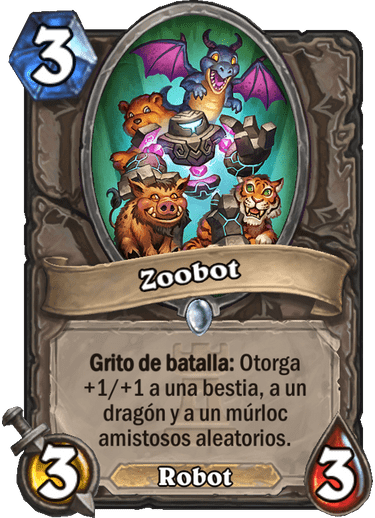 3
Zoobot
Grito de batalla: Otorga
+1/+1 a una bestia, a un
dragón y a un múrloc
amistosos aleatorios.
3
Robot
3